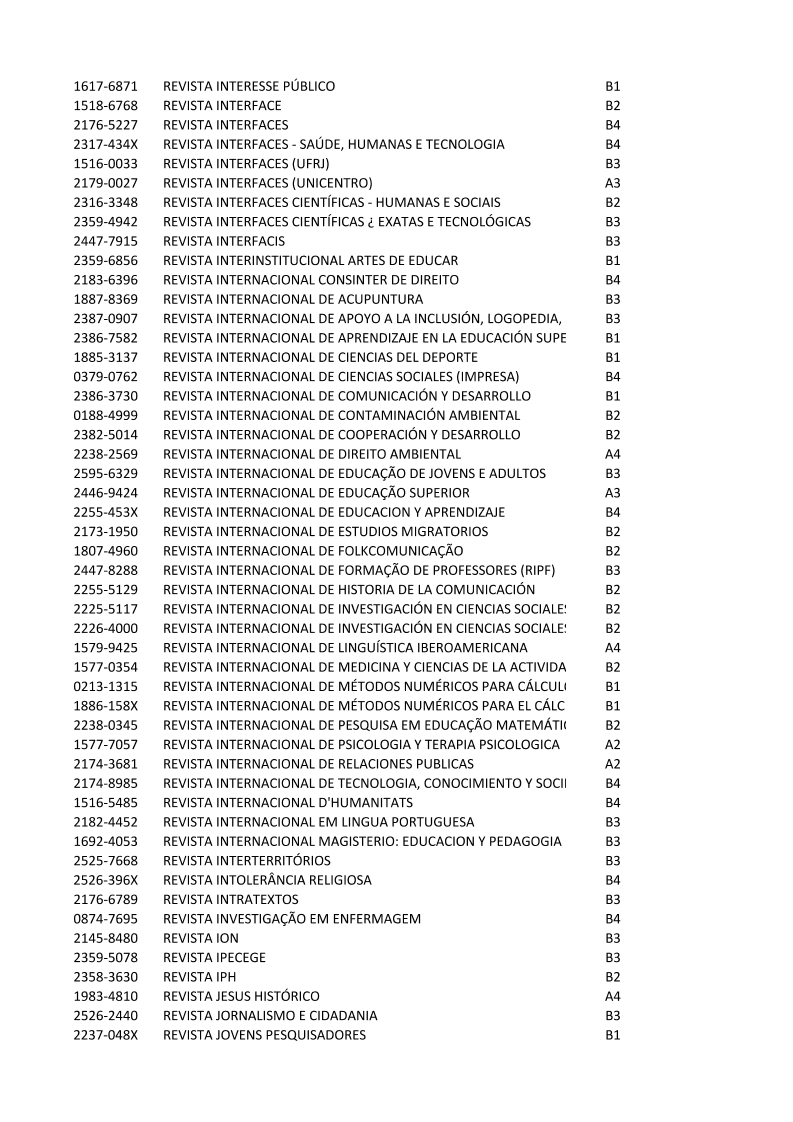 1617-6871 REVISTA INTERESSE PÚBLICO B1
1518-6768 REVISTA INTERFACE B2
2176-5227 REVISTA INTERFACES B4
2317-434X REVISTA INTERFACES - SAÚDE, HUMANAS E TECNOLOGIA B4
1516-0033 REVISTA INTERFACES (UFRJ) B3
2179-0027 REVISTA INTERFACES (UNICENTRO) A3
2316-3348 REVISTA INTERFACES CIENTÍFICAS - HUMANAS E SOCIAIS B2
2359-4942 REVISTA INTERFACES CIENTÍFICAS ¿ EXATAS E TECNOLÓGICAS B3
2447-7915 REVISTA INTERFACIS B3
2359-6856 REVISTA INTERINSTITUCIONAL ARTES DE EDUCAR B1
2183-6396 REVISTA INTERNACIONAL CONSINTER DE DIREITO B4
1887-8369 REVISTA INTERNACIONAL DE ACUPUNTURA B3
2387-0907 REVISTA INTERNACIONAL DE APOYO A LA INCLUSIÓN, LOGOPEDIA, B3
2386-7582 REVISTA INTERNACIONAL DE APRENDIZAJE EN LA EDUCACIÓN SUPE B1
1885-3137 REVISTA INTERNACIONAL DE CIENCIAS DEL DEPORTE B1
0379-0762 REVISTA INTERNACIONAL DE CIENCIAS SOCIALES (IMPRESA) B4
2386-3730 REVISTA INTERNACIONAL DE COMUNICACIÓN Y DESARROLLO B1
0188-4999 REVISTA INTERNACIONAL DE CONTAMINACIÓN AMBIENTAL B2
2382-5014 REVISTA INTERNACIONAL DE COOPERACIÓN Y DESARROLLO B2
2238-2569 REVISTA INTERNACIONAL DE DIREITO AMBIENTAL A4
2595-6329 REVISTA INTERNACIONAL DE EDUCAÇÃO DE JOVENS E ADULTOS B3
2446-9424 REVISTA INTERNACIONAL DE EDUCAÇÃO SUPERIOR A3
2255-453X REVISTA INTERNACIONAL DE EDUCACION Y APRENDIZAJE B4
2173-1950 REVISTA INTERNACIONAL DE ESTUDIOS MIGRATORIOS B2
1807-4960 REVISTA INTERNACIONAL DE FOLKCOMUNICAÇÃO B2
2447-8288 REVISTA INTERNACIONAL DE FORMAÇÃO DE PROFESSORES (RIPF) B3
2255-5129 REVISTA INTERNACIONAL DE HISTORIA DE LA COMUNICACIÓN B2
2225-5117 REVISTA INTERNACIONAL DE INVESTIGACIÓN EN CIENCIAS SOCIALES B2
2226-4000 REVISTA INTERNACIONAL DE INVESTIGACIÓN EN CIENCIAS SOCIALES B2
1579-9425 REVISTA INTERNACIONAL DE LINGUÍSTICA IBEROAMERICANA A4
1577-0354 REVISTA INTERNACIONAL DE MEDICINA Y CIENCIAS DE LA ACTIVIDA B2
0213-1315 REVISTA INTERNACIONAL DE MÉTODOS NUMÉRICOS PARA CÁLCULO B1
1886-158X REVISTA INTERNACIONAL DE MÉTODOS NUMÉRICOS PARA EL CÁLC B1
2238-0345 REVISTA INTERNACIONAL DE PESQUISA EM EDUCAÇÃO MATEMÁTIC B2
1577-7057 REVISTA INTERNACIONAL DE PSICOLOGIA Y TERAPIA PSICOLOGICA A2
2174-3681 REVISTA INTERNACIONAL DE RELACIONES PUBLICAS A2
2174-8985 REVISTA INTERNACIONAL DE TECNOLOGIA, CONOCIMIENTO Y SOCIE B4
1516-5485 REVISTA INTERNACIONAL D'HUMANITATS B4
2182-4452 REVISTA INTERNACIONAL EM LINGUA PORTUGUESA B3
1692-4053 REVISTA INTERNACIONAL MAGISTERIO: EDUCACION Y PEDAGOGIA B3
2525-7668 REVISTA INTERTERRITÓRIOS B3
2526-396X REVISTA INTOLERÂNCIA RELIGIOSA B4
2176-6789 REVISTA INTRATEXTOS B3
0874-7695 REVISTA INVESTIGAÇÃO EM ENFERMAGEM B4
2145-8480 REVISTA ION B3
2359-5078 REVISTA IPECEGE B3
2358-3630 REVISTA IPH B2
1983-4810 REVISTA JESUS HISTÓRICO A4
2526-2440 REVISTA JORNALISMO E CIDADANIA B3
2237-048X REVISTA JOVENS PESQUISADORES B1